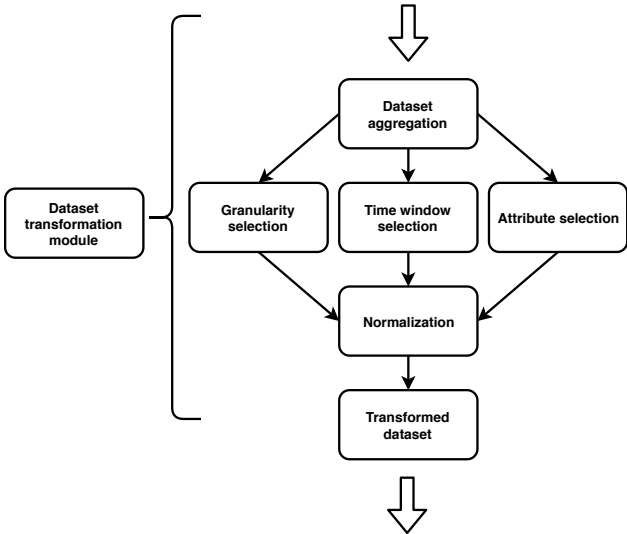 Dataset
aggregation
Dataset
transformation
module
Granularity
selection
Time window
selection
Attribute selection
Normalization
Transformed
dataset